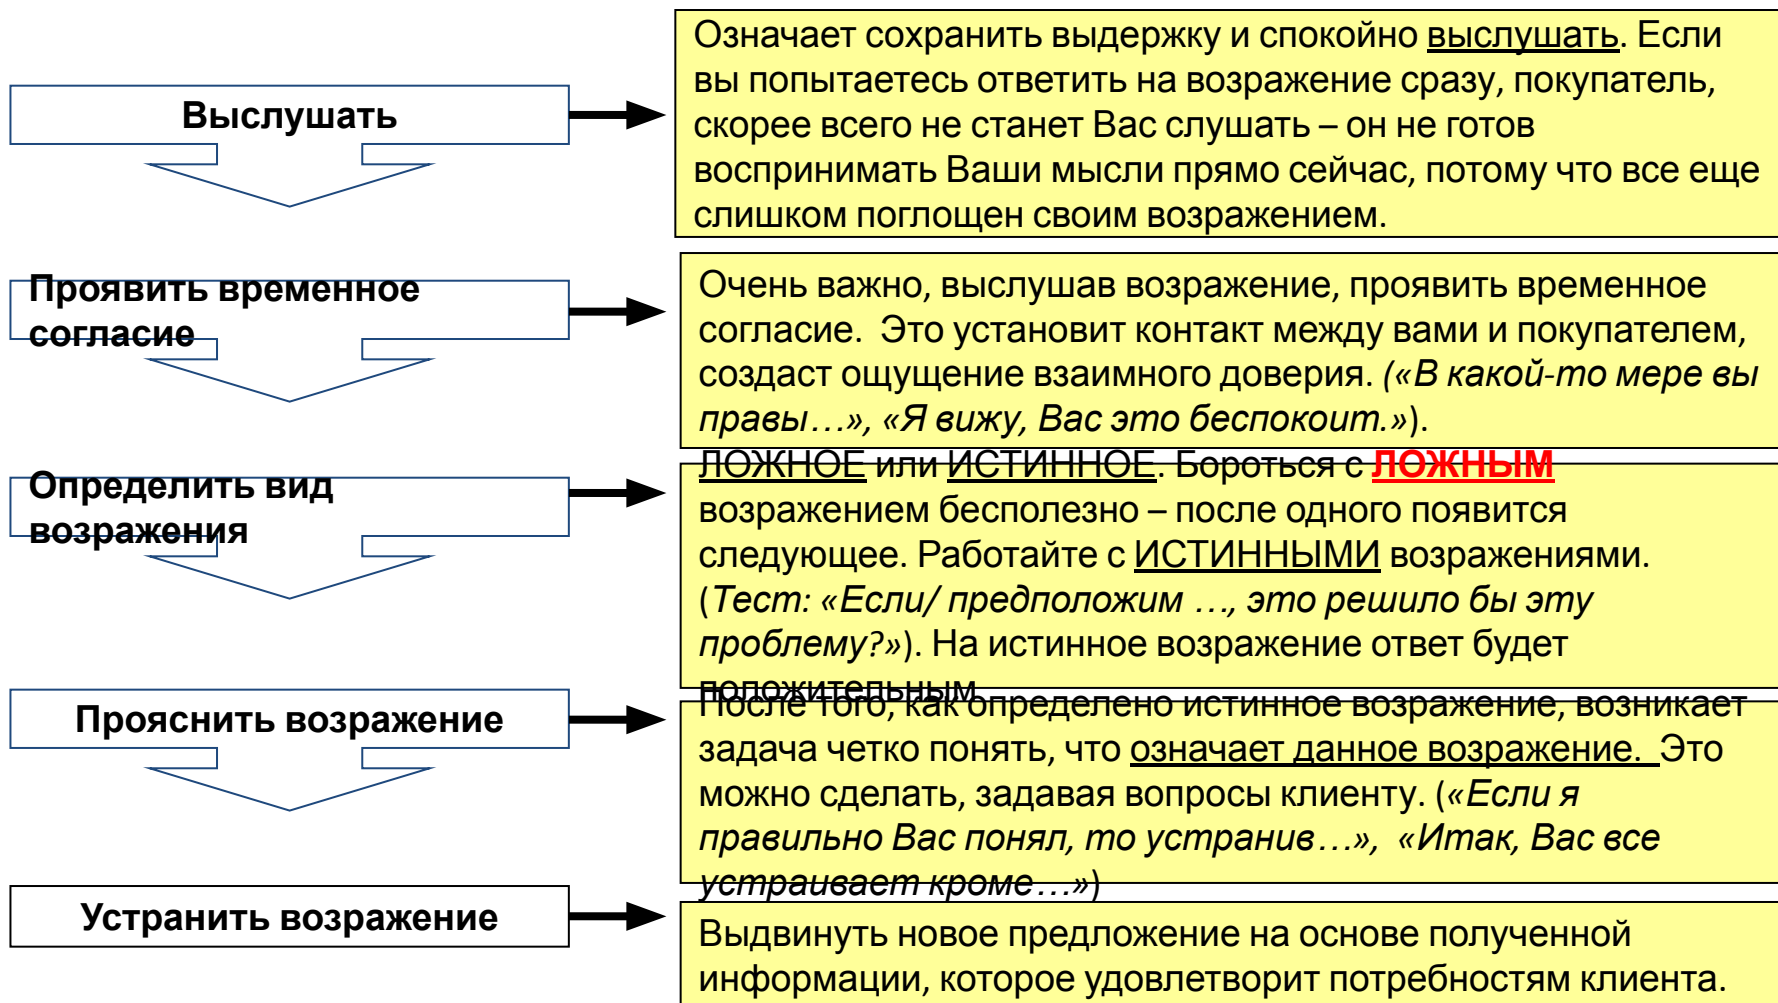 Выслушать
Означает сохранить выдержку и спокойно выслушать. Если
вы попытаетесь ответить на возражение сразу, покупатель,
скорее всего не станет Вас слушать – он не готов
воспринимать Ваши мысли прямо сейчас, потому что все еще
слишком поглощен своим возражением.
Проявить временное
согласие
Очень важно, выслушав возражение, проявить временное
согласие.  Это установит контакт между вами и покупателем,
создаст ощущение взаимного доверия. («В какой-то мере вы
правы…», «Я вижу, Вас это беспокоит.»).
Определить вид
возражения
ЛОЖНОЕ или ИСТИННОЕ. Бороться с ЛОЖНЫМ
возражением бесполезно – после одного появится
следующее. Работайте с ИСТИННЫМИ возражениями.
(Тест: «Если/ предположим …, это решило бы эту
проблему?»). На истинное возражение ответ будет
положительным
Прояснить возражение
После того, как определено истинное возражение, возникает
задача четко понять, что означает данное возражение. Это
можно сделать, задавая вопросы клиенту. («Если я
правильно Вас понял, то устранив…»,  «Итак, Вас все
устраивает кроме…»)
Устранить возражение
Выдвинуть новое предложение на основе полученной
информации, которое удовлетворит потребностям клиента.